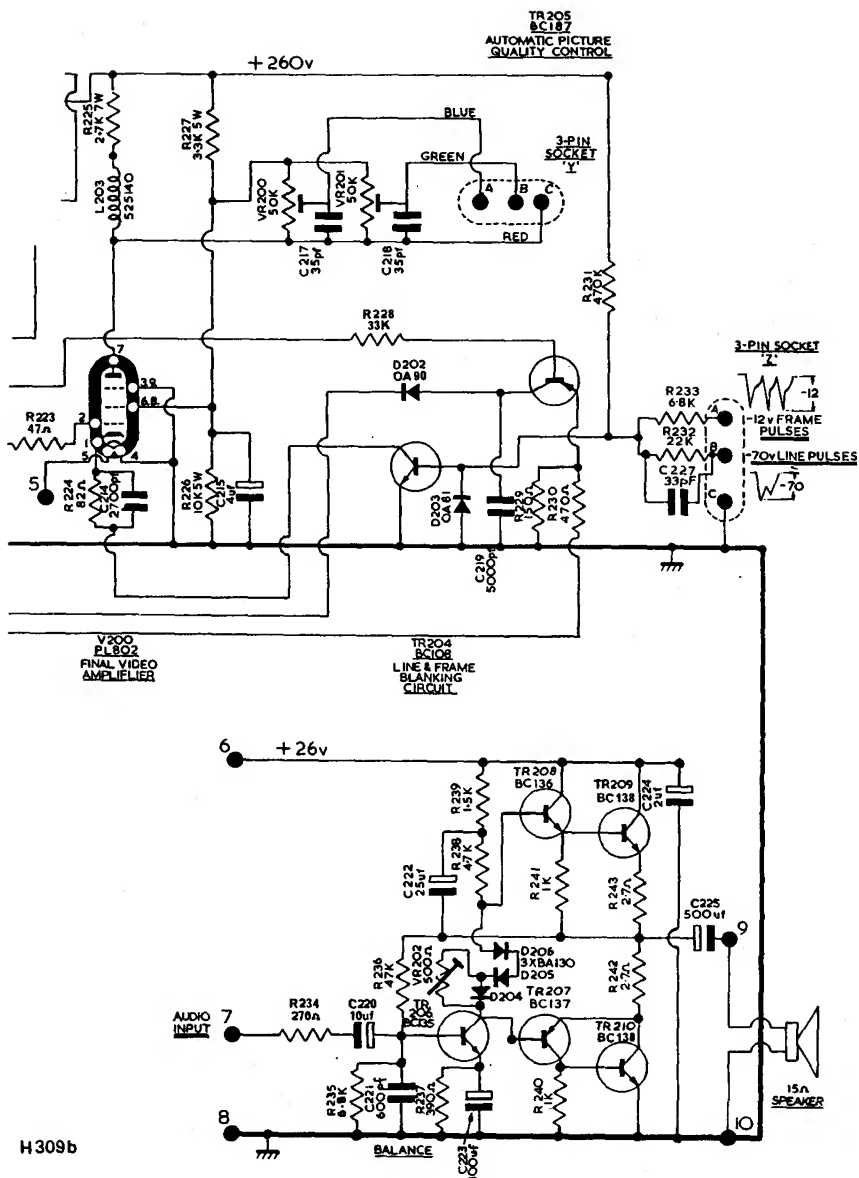 TR205
BC187
AUTOMATIC PICTURE
QUALITY CONTROL
+260v
R225
2·7K 7W
R227
3·3K 5W
BLUE
3-PIN
SOCKET
'Y'
GREEN
A
B
C
L203
525140
VR200
50K
VR201
50K
RED
C217
35pf
C218
35pf
R231
470K
R228
33K
7
D202
OA90
3-PIN SOCKET
'Z'
3.9.
6.8.
R223
47Ω
2
1
5
4
R233
6·8K
A
-12
-12v FRAME
PULSES
R232
22K
B
-70v LINE PULSES
C227
33pF
C
-70
5
R224
82Ω
C214
2700pf
R226
10K 5W
C215
4uf
D203
OA81
C219
5000pf
R229
150Ω
R230
470Ω
V200
PL802
FINAL VIDEO
AMPLIFIER
TR204
BC108
LINE & FRAME
BLANKING
CIRCUIT
6
+26v
R239
1·5K
TR208
BC136
TR209
BC138
C224
2uf
R238
4·7K
C222
25uf
R241
1K
R243
2·7Ω
C225
500uf
9
R236
47K
VR202
500Ω
D206
3XBA130
D205
D204
R242
2·7Ω
AUDIO
INPUT
7
R234
270Ω
C220
10uf
TR
206
BC135
TR207
BC137
TR210
BC138
R235
6·8K
C221
600pf
R237
390Ω
R240
1K
15Ω
SPEAKER
8
10
BALANCE
C223
100uf
H309b